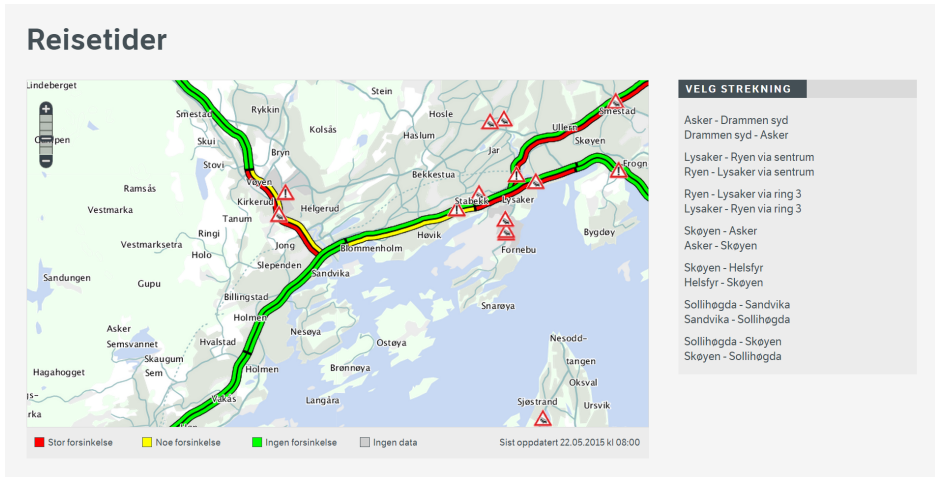 Reisetider
VELG STREKNING
Asker - Drammen syd
Drammen syd - Asker
Lysaker - Ryen via sentrum
Ryen - Lysaker via sentrum
Ryen - Lysaker via ring 3
Lysaker - Ryen via ring 3
Skøyen - Asker
Asker - Skøyen
Skøyen - Helsfyr
Helsfyr - Skøyen
Sollihøgda - Sandvika
Sandvika - Sollihøgda
Sollihøgda - Skøyen
Skøyen - Sollihøgda
Lindeberget
Stein
Rykkin
Smestad
Hosle
Smestad
Kolsås
Haslum
Ullern
Skui
Skøyen
Bryn
Jar
Stovi
Frogn
Bekkestua
Vøyen
Ramsås
Kirkerud
Stabekk
Lysaker
Helgerud
Vestmarka
Tanum
Ringi
Høvik
Bygdøy
Vestmarksetra
Jong
Blommenholm
Fornebu
Holo
Slependen
Sandvika
Sandungen
Gupu
Billingstad
Snarøya
Holmen
Asker
Nesøya
Semsvannet
Hvalstad
Ostøya
Nesodd-
tangen
Skaugum
Hagahogget
Sem
Holmen
Brønnøya
Oksval
Vakas
Langåra
Sjøstrand
Ursvik
rka
Stor forsinkelse
Noe forsinkelse
Ingen forsinkelse
Ingen data
Sist oppdatert 22.05.2015 kl 08:00